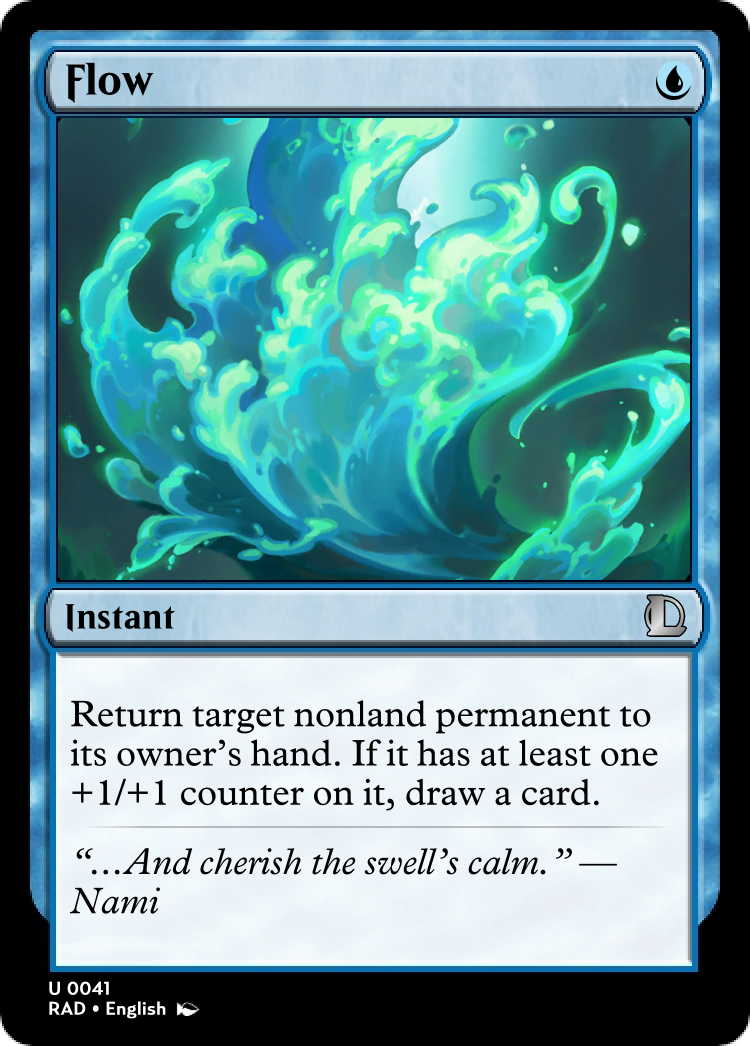 Flow
Instant
Return target nonland permanent to
its owner's hand. If it has at least one
+1/+1 counter on it, draw a card.
“…And cherish the swell’s calm.” —
Nami
U 0041
RAD • English